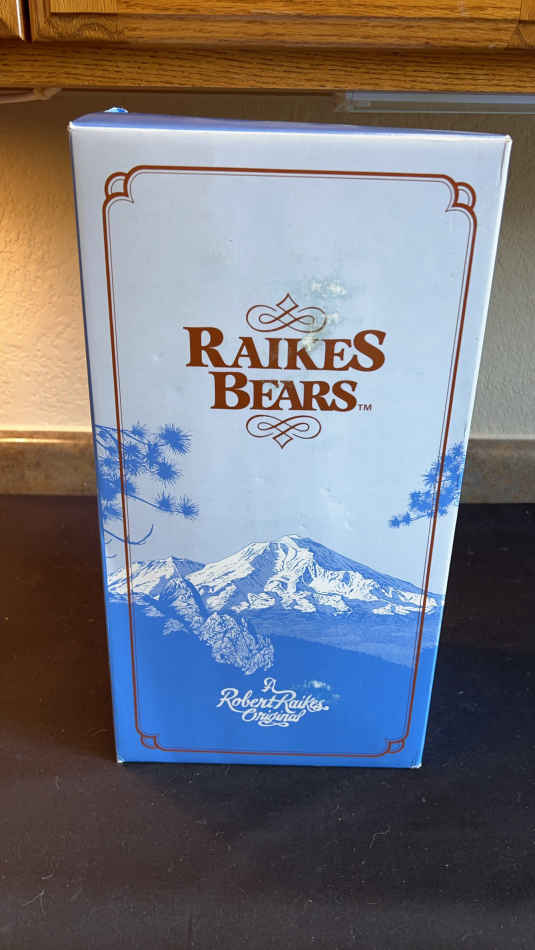 RAIKES
BEARS™
A
Robert Raikes®
Original